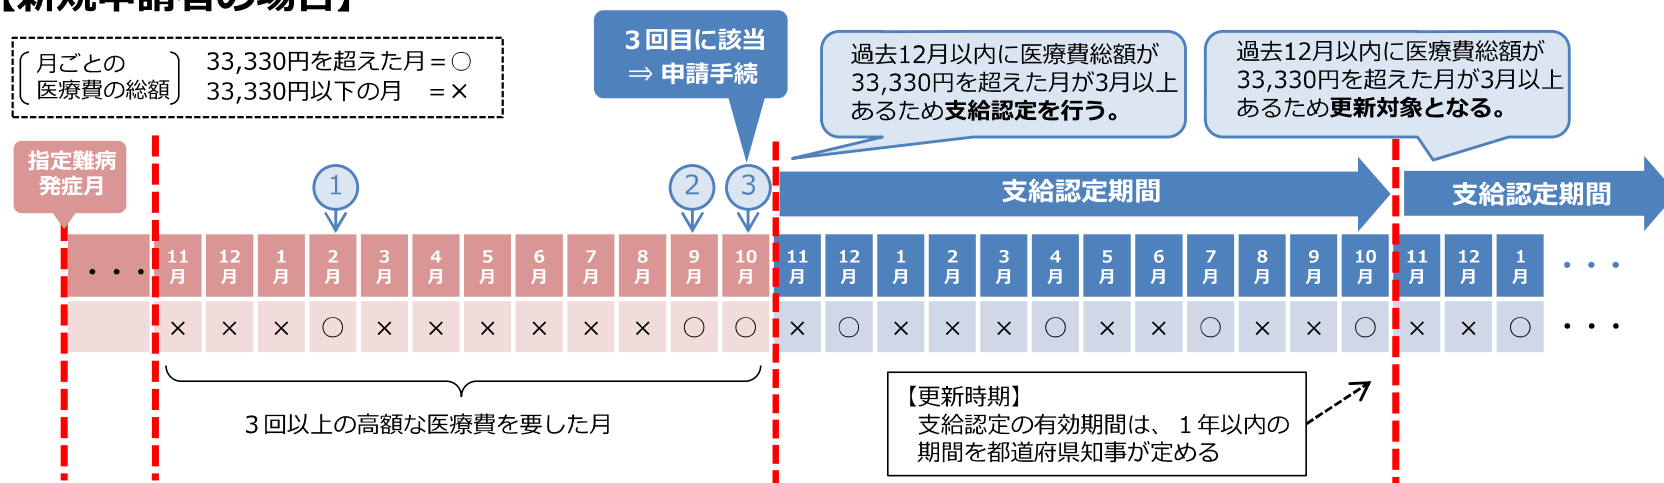 【新規申請者の場合】
月ごとの
医療費の総額
33,330円を超えた月＝○
33,330円以下の月　＝×
３回目に該当
⇒ 申請手続
過去12月以内に医療費総額が
33,330円を超えた月が3月以上
あるため支給認定を行う。
過去12月以内に医療費総額が
33,330円を超えた月が3月以上
あるため更新対象となる。
指定難病
発症月
① ② ③
支給認定期間
支給認定期間
・・・ 11月 12月 1月 2月 3月 4月 5月 6月 7月 8月 9月 10月 11月 12月 1月 2月 3月 4月 5月 6月 7月 8月 9月 10月 11月 12月 1月 ・・・
× × × ○ × × × × × × ○ ○ × ○ × × × ○ × × ○ × × ○ × × ○ ・・・
３回以上の高額な医療費を要した月
【更新時期】
支給認定の有効期間は、１年以内の
期間を都道府県知事が定める